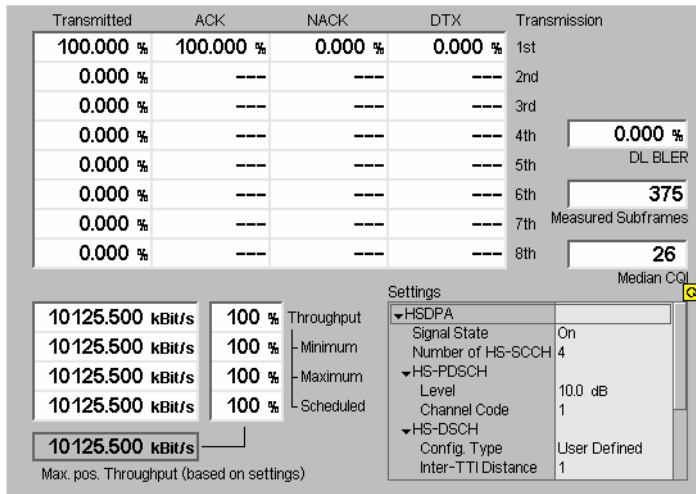 Transmitted ACK NACK DTX Transmission
100.000 % 100.000 % 0.000 % 0.000 % 1st
0.000 % --- --- --- 2nd
0.000 % --- --- --- 3rd
0.000 % --- --- --- 4th 0.000 %
DL BLER
0.000 % --- --- --- 5th
0.000 % --- --- --- 6th 375
Measured Subframes
0.000 % --- --- --- 7th
0.000 % --- --- --- 8th 26
Median CQI
10125.500 kBit/s 100 % Throughput
10125.500 kBit/s 100 % Minimum
10125.500 kBit/s 100 % Maximum
10125.500 kBit/s 100 % Scheduled
10125.500 kBit/s
Max. pos. Throughput (based on settings)
Settings
HSDPA
Signal State On
Number of HS-SCCH 4
HS-PDSCH
Level 10.0 dB
Channel Code 1
HS-DSCH
Config. Type User Defined
Inter-TTI Distance 1